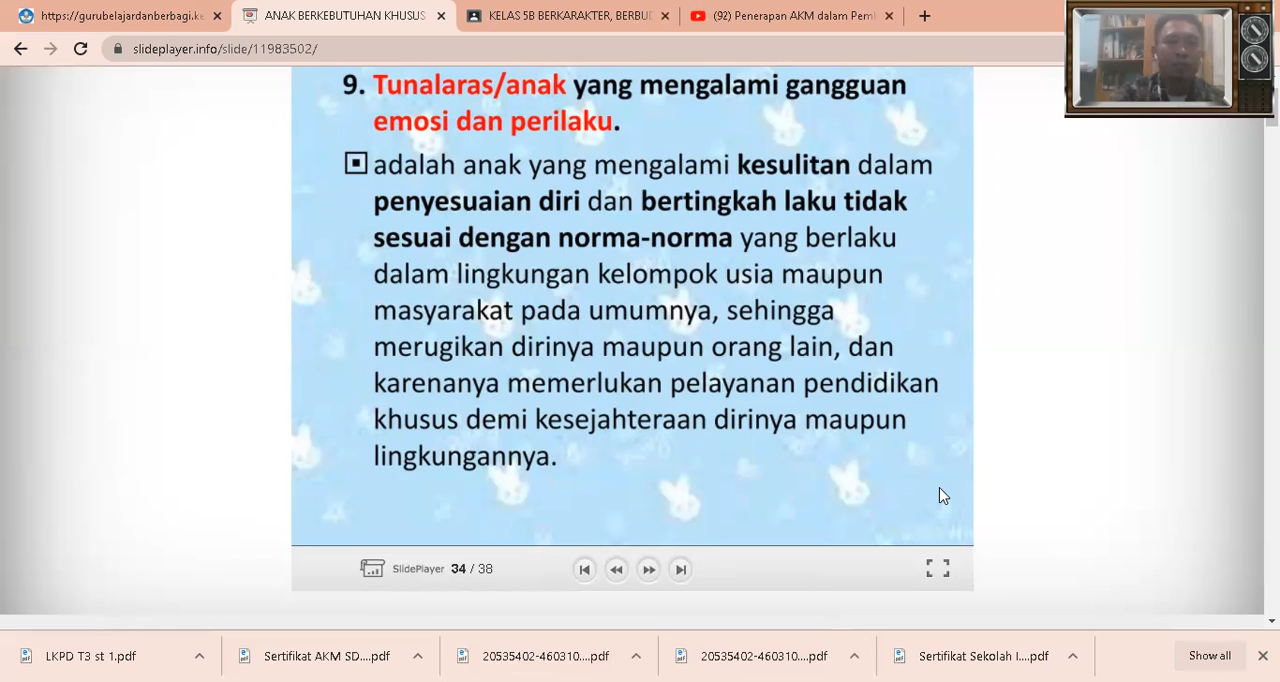 https://gurubelajardanberbagi.ke
ANAK BERKEBUTUHAN KHUSUS
KELAS 5B BERKARAKTER, BERBUD
(92) Penerapan AKM dalam Pemb
slideplayer.info/slide/11983502/
9. Tunalaras/anak yang mengalami gangguan
emosi dan perilaku.
adalah anak yang mengalami kesulitan dalam
penyesuaian diri dan bertingkah laku tidak
sesuai dengan norma-norma yang berlaku
dalam lingkungan kelompok usia maupun
masyarakat pada umumnya, sehingga
merugikan dirinya maupun orang lain, dan
karenanya memerlukan pelayanan pendidikan
khusus demi kesejahteraan dirinya maupun
lingkungannya.
SlidePlayer 34 / 38
LKPD T3 st 1.pdf
Sertifikat AKM SD....pdf
20535402-460310....pdf
20535402-460310....pdf
Sertifikat Sekolah I....pdf
Show all